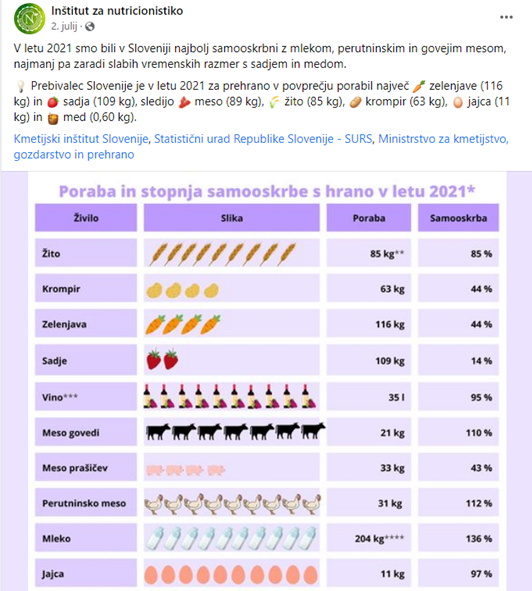 Inštitut za nutricionistiko
2. julij ·
V letu 2021 smo bili v Sloveniji najbolj samooskrbni z mlekom, perutninskim in govejim mesom,
najmanj pa zaradi slabih vremenskih razmer s sadjem in medom.
Prebivalec Slovenije je v letu 2021 za prehrano v povprečju porabil največ 🥕 zelenjave (116
kg) in 🍎 sadja (109 kg), sledijo 🍖 meso (89 kg), 🌾 žito (85 kg), 🥔 krompir (63 kg), 🥚 jajca (11
kg) in 🍯 med (0,60 kg).
Kmetijski inštitut Slovenije, Statistični urad Republike Slovenije - SURS, Ministrstvo za kmetijstvo,
gozdarstvo in prehrano
Poraba in stopnja samooskrbe s hrano v letu 2021*
Živilo Slika Poraba Samooskrba
Žito 85 kg** 85 %
Krompir 63 kg 44 %
Zelenjava 116 kg 44 %
Sadje 109 kg 14 %
Vino*** 35 l 95 %
Meso govedi 21 kg 110 %
Meso prašičev 33 kg 43 %
Perutninsko meso 31 kg 112 %
Mleko 204 kg**** 136 %
Jajca 11 kg 97 %